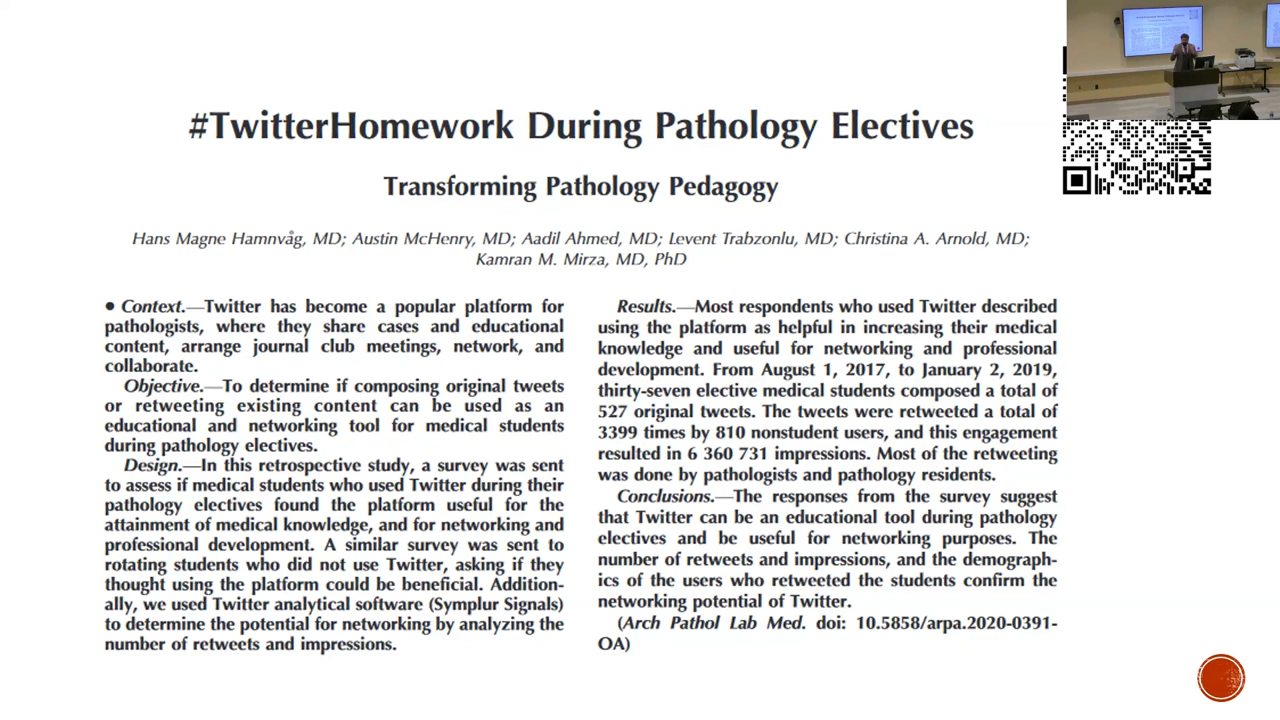 #TwitterHomework During Pathology Electives
Transforming Pathology Pedagogy
Hans Magne Hamnvåg, MD; Austin McHenry, MD; Aadil Ahmed, MD; Levent Trabzonlu, MD; Christina A. Arnold, MD;
Kamran M. Mirza, MD, PhD
● Context.—Twitter has become a popular platform for
pathologists, where they share cases and educational
content, arrange journal club meetings, network, and
collaborate.
Objective.—To determine if composing original tweets
or retweeting existing content can be used as an
educational and networking tool for medical students
during pathology electives.
Design.—In this retrospective study, a survey was sent
to assess if medical students who used Twitter during their
pathology electives found the platform useful for the
attainment of medical knowledge, and for networking and
professional development. A similar survey was sent to
rotating students who did not use Twitter, asking if they
thought using the platform could be beneficial. Addition-
ally, we used Twitter analytical software (Symplur Signals)
to determine the potential for networking by analyzing the
number of retweets and impressions.
Results.—Most respondents who used Twitter described
using the platform as helpful in increasing their medical
knowledge and useful for networking and professional
development. From August 1, 2017, to January 2, 2019,
thirty-seven elective medical students composed a total of
527 original tweets. The tweets were retweeted a total of
3399 times by 810 nonstudent users, and this engagement
resulted in 6 360 731 impressions. Most of the retweeting
was done by pathologists and pathology residents.
Conclusions.—The responses from the survey suggest
that Twitter can be an educational tool during pathology
electives and be useful for networking purposes. The
number of retweets and impressions, and the demograph-
ics of the users who retweeted the students confirm the
networking potential of Twitter.
(Arch Pathol Lab Med. doi: 10.5858/arpa.2020-0391-
OA)